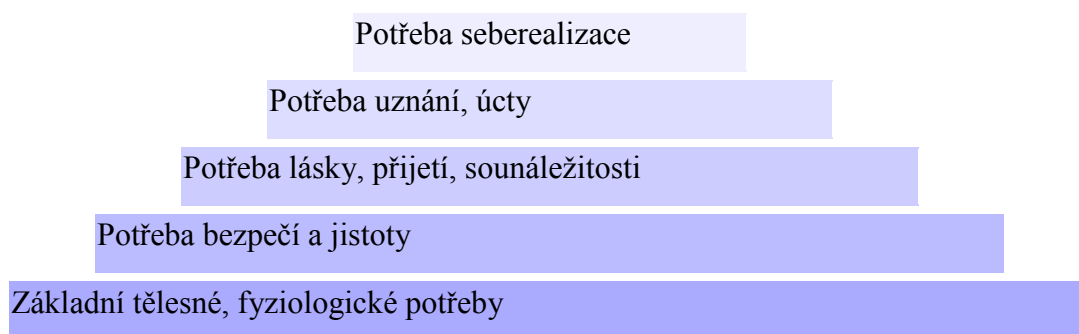 Potřeba seberealizace
Potřeba uznání, úcty
Potřeba lásky, přijetí, sounáležitosti
Potřeba bezpečí a jistoty
Základní tělesné, fyziologické potřeby